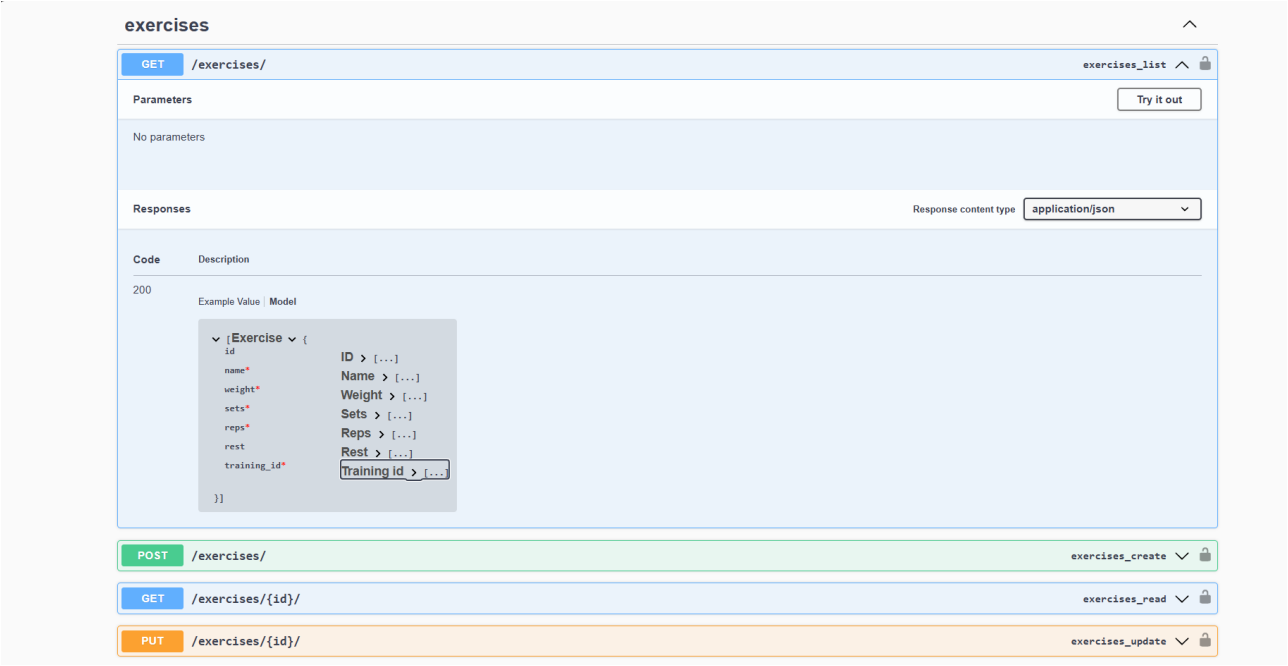 exercises
GET /exercises/ exercises_list
Parameters Try it out
No parameters
Responses Response content type application/json
Code Description
200
Example Value Model
[Exercise {
id ID [...]
name* Name [...]
weight* Weight [...]
sets* Sets [...]
reps* Reps [...]
rest Rest [...]
training_id* Training id [...]
}]
POST /exercises/ exercises_create
GET /exercises/{id}/ exercises_read
PUT /exercises/{id}/ exercises_update